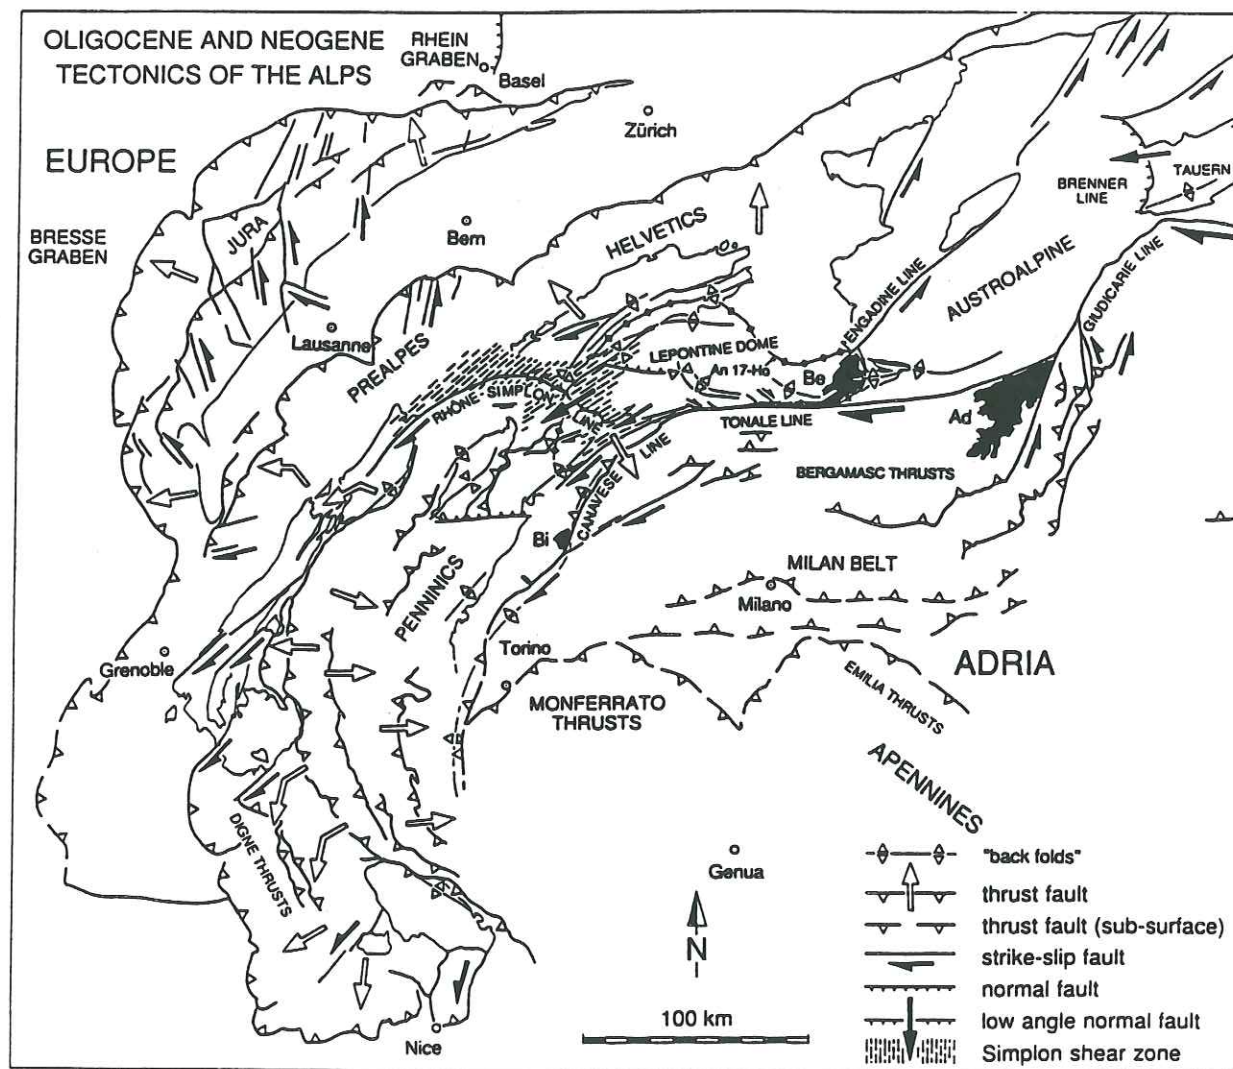 OLIGOCENE AND NEOGENE
TECTONICS OF THE ALPS
RHEIN
GRABEN
Basel
Zürich
EUROPE
BRESSE
GRABEN
JURA
Bern
HELVETICS
BRENNER
LINE
TAUERN
Lausanne
PREALPES
ENGADINE LINE
AUSTROALPINE
GIUDICARIE LINE
LEPONTINE DOME
An 17-Ho
Be
RHÔNE-SIMPLON
LINE
TONALE LINE
Ad
CANAVESE
LINE
BERGAMASC THRUSTS
Bi
PENNINICS
MILAN BELT
Milano
Grenoble
Torino
MONFERRATO
THRUSTS
ADRIA
EMILIA THRUSTS
APENNINES
DIGNE THRUSTS
Genua
Nice
N
100 km
"back folds"
thrust fault
thrust fault (sub-surface)
strike-slip fault
normal fault
low angle normal fault
Simplon shear zone